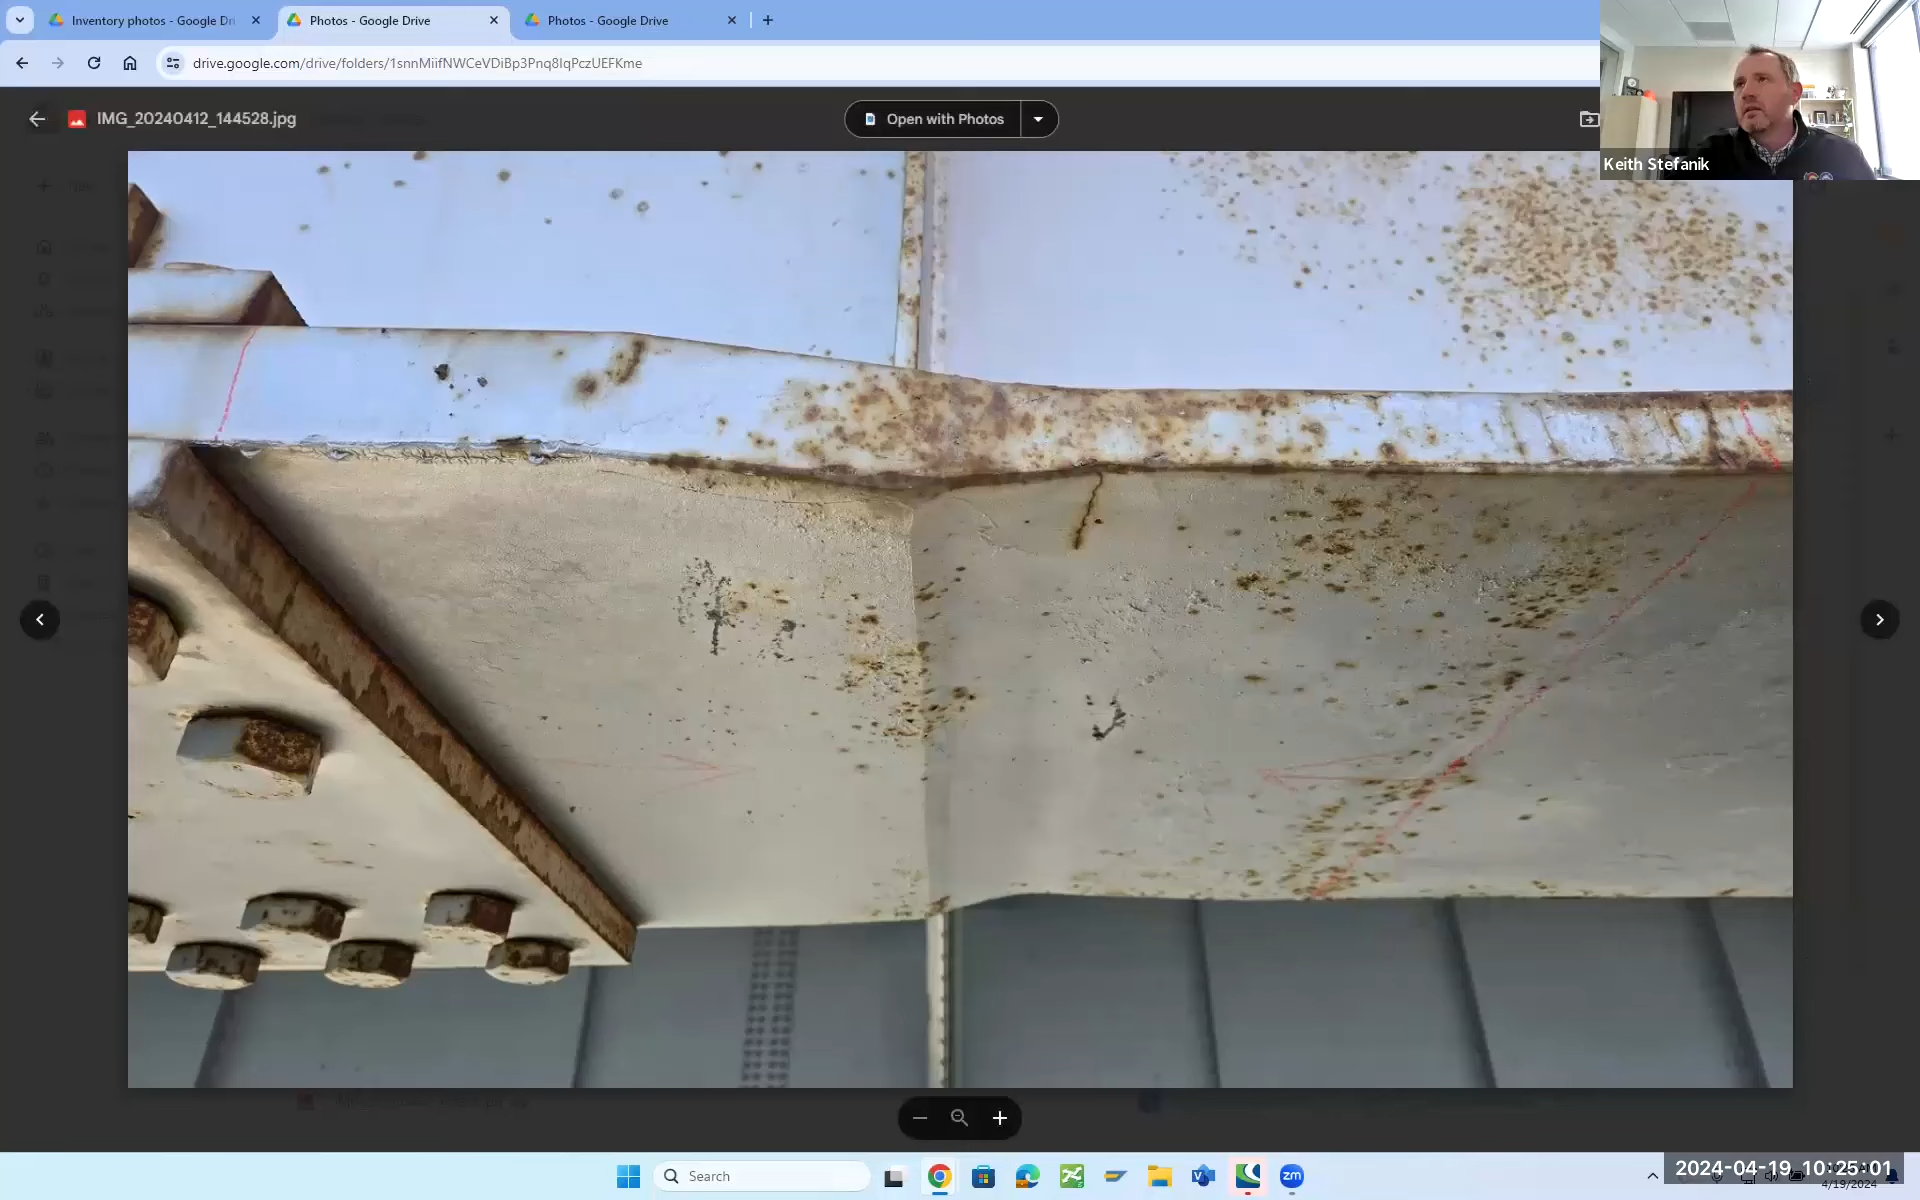 Inventory photos - Google Dri
Photos - Google Drive
Photos - Google Drive
drive.google.com/drive/folders/1snnMiifNWCeVDiBp3Pnq8IqPczUEFKme
IMG_20240412_144528.jpg
Open with Photos
Keith Stefanik
Search
zm
2024-04-19 10:25:01
4/19/2024